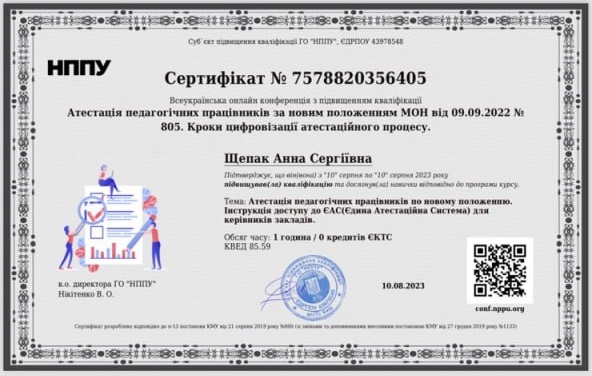 Суб`єкт підвищення кваліфікації ГО "НППУ", ЄДРПОУ 43978548
НППУ
Сертифікат № 7578820356405
Всеукраїнська онлайн конференція з підвищенням кваліфікації
Атестація педагогічних працівників за новим положенням МОН від 09.09.2022 №
805. Кроки цифровізації атестаційного процесу.
Щепак Анна Сергіївна
Підтверджує, що він(вона) з "10" серпня по "10" серпня 2023 року
підвищував(ла) кваліфікацію та досягнув(ла) навички відповідно до програми курсу.
Тема: Атестація педагогічних працівників по новому положенню.
Інструкція доступу до ЄАС(Єдина Атестаційна Система) для
керівників закладів.
Обсяг часу: 1 година / 0 кредитів ЄКТС
КВЕД 85.59
в.о. директора ГО "НППУ"
Нікітенко В. О.
10.08.2023
conf.nppu.org
Сертифікат розроблено відповідно до п-13 постанови КМУ від 21 серпня 2019 року №800 (зі змінами та доповненнями внесеними постановою КМУ від 27 грудня 2019 року №1133)